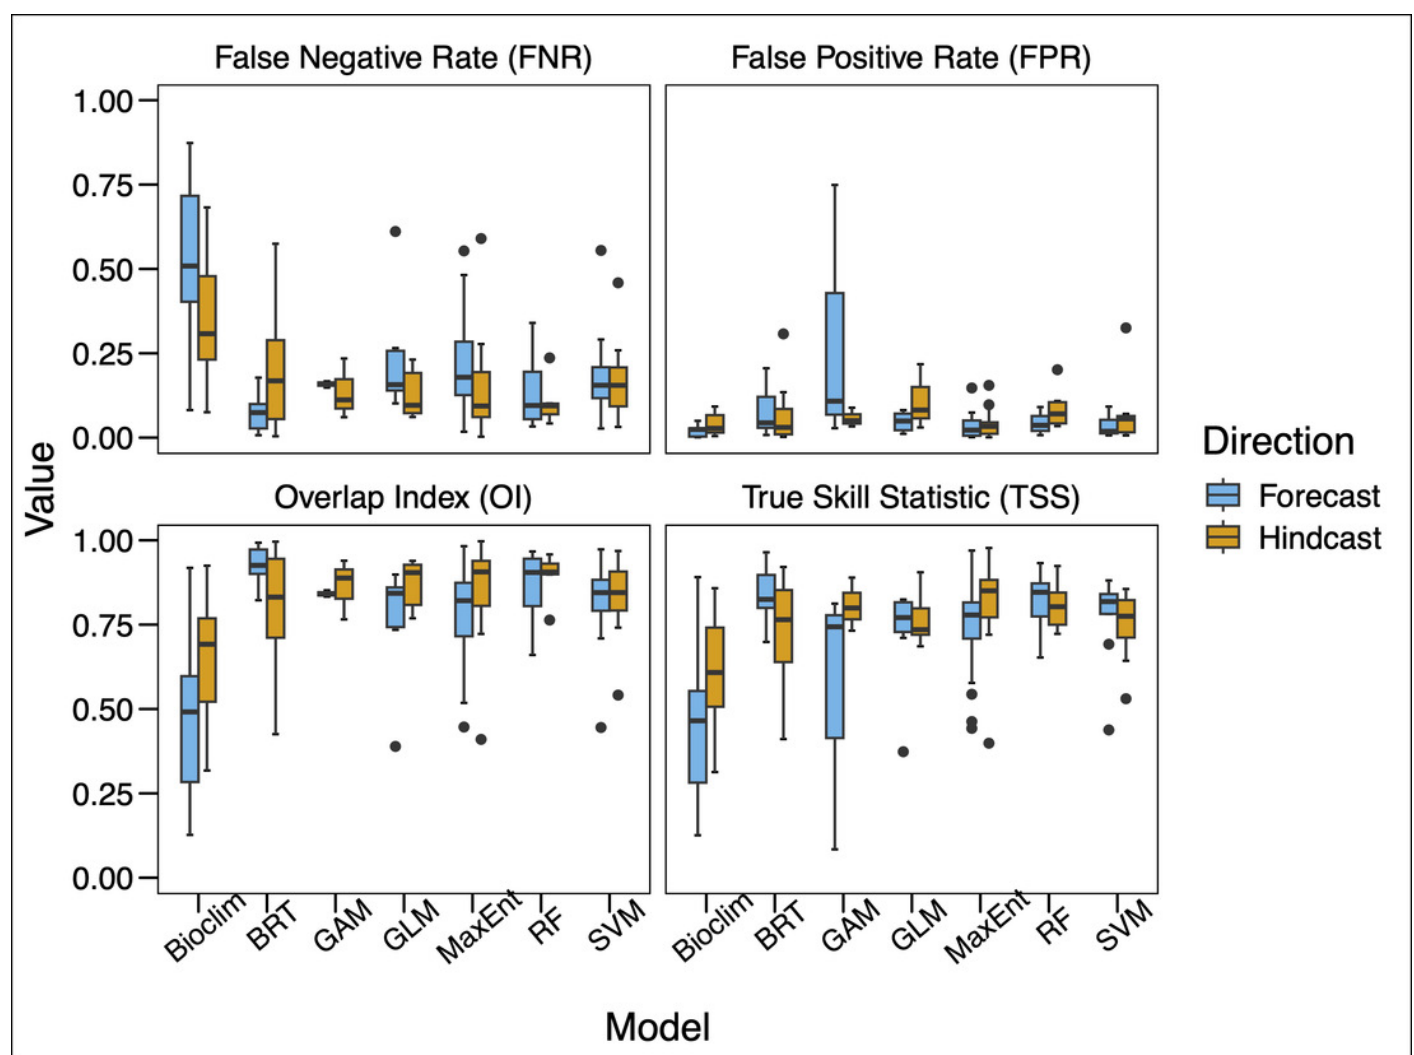 False Negative Rate (FNR)
False Positive Rate (FPR)
1.00
0.75
0.50
0.25
0.00
Overlap Index (OI)
True Skill Statistic (TSS)
1.00
0.75
0.50
0.25
0.00
Value
Bioclim BRT GAM GLM MaxEnt RF SVM
Bioclim BRT GAM GLM MaxEnt RF SVM
Model
Direction
Forecast
Hindcast